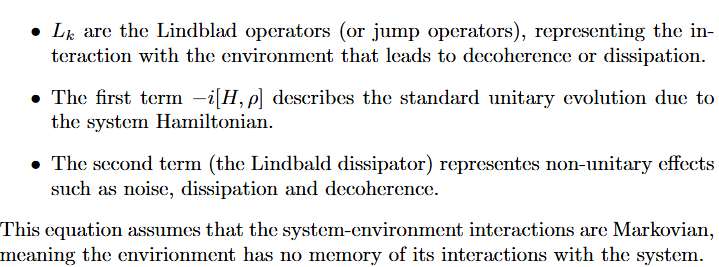 • L_k are the Lindblad operators (or jump operators), representing the in-
teraction with the environment that leads to decoherence or dissipation.
• The first term −i[H, ρ] describes the standard unitary evolution due to
the system Hamiltonian.
• The second term (the Lindbald dissipator) representes non-unitary effects
such as noise, dissipation and decoherence.
This equation assumes that the system-environment interactions are Markovian,
meaning the envirionment has no memory of its interactions with the system.